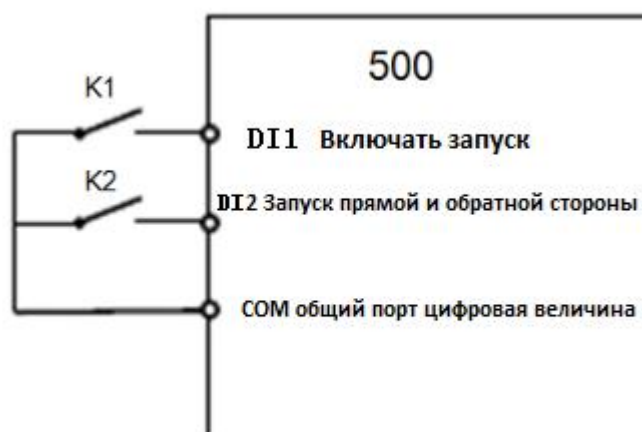 500
K1
DI1 Включать запуск
K2
DI2 Запуск прямой и обратной стороны
COM общий порт цифровая величина